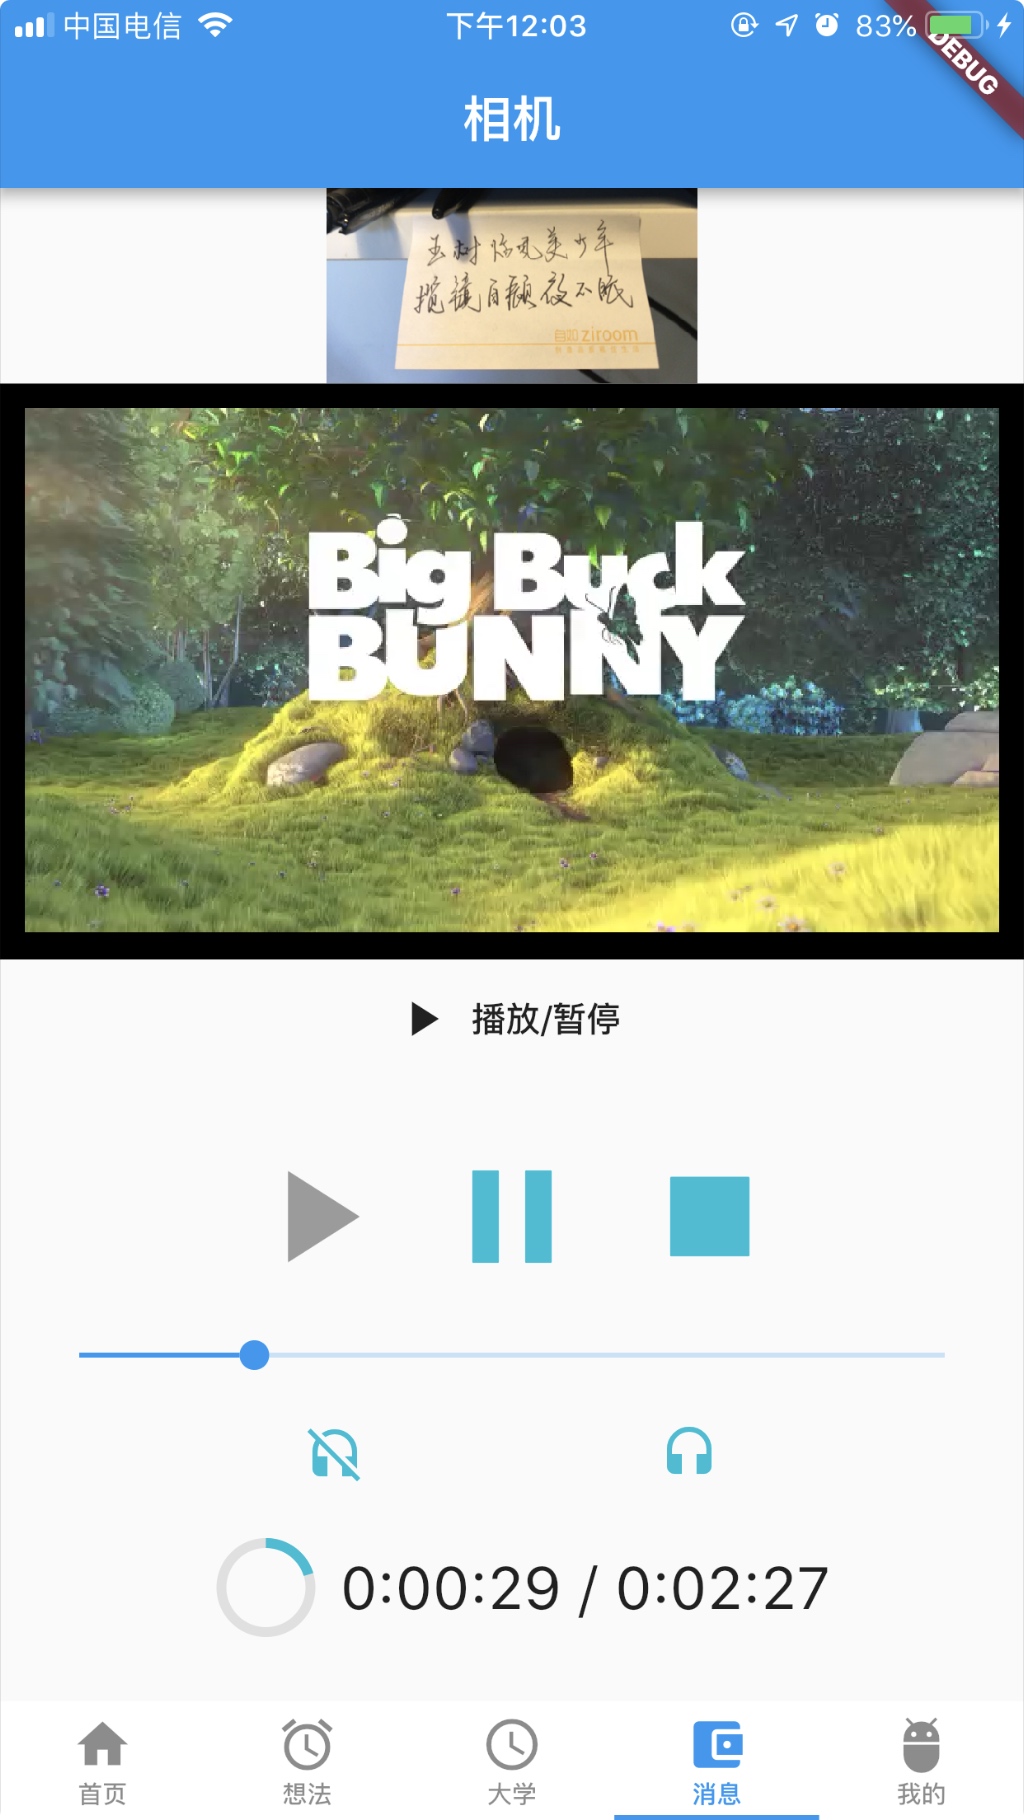 中国电信
下午12:03
83%
DEBUG
相机
玉树临风美少年
揽镜自顾夜不眠
自如 ziroom
Big Buck
BUNNY
播放/暂停
0:00:29 / 0:02:27
首页
想法
大学
消息
我的